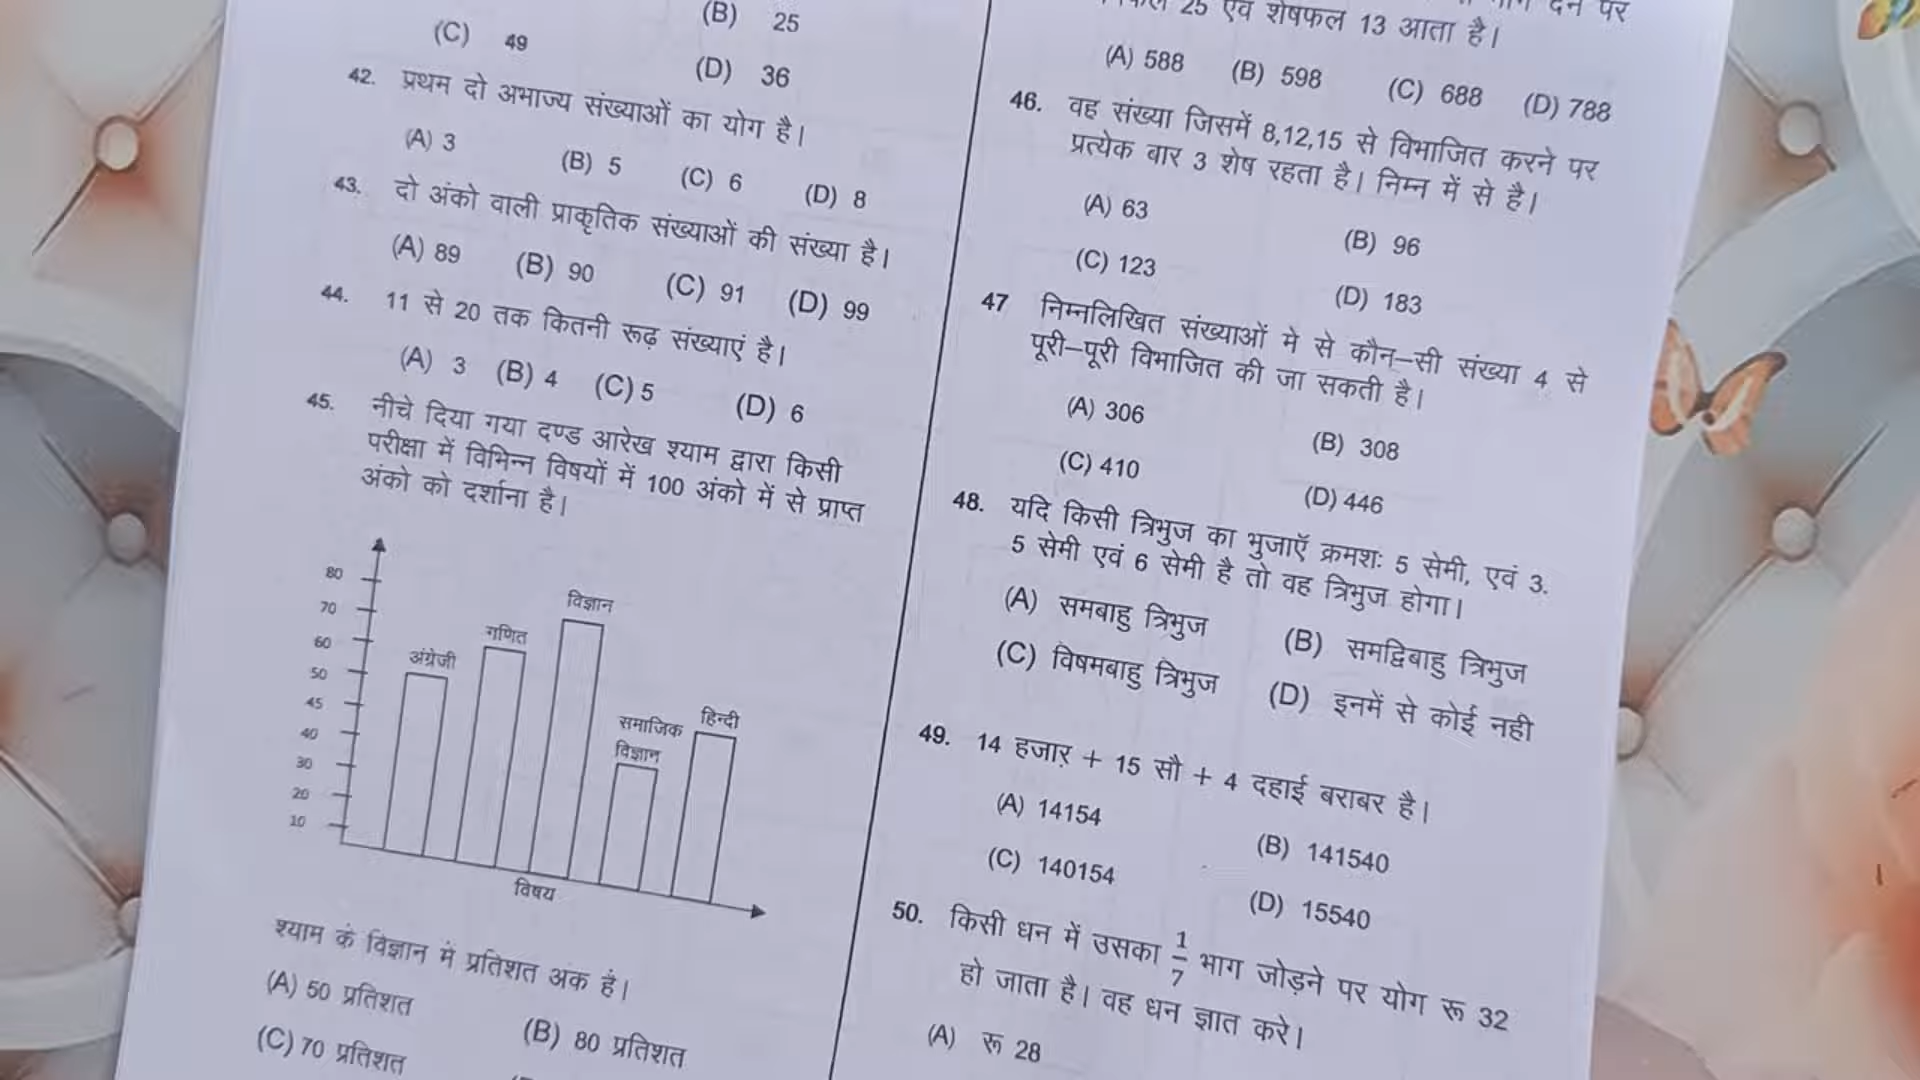 (B) 25
(C) 49
(D) 36
42. प्रथम दो अभाज्य संख्याओं का योग है।
(A) 3 (B) 5 (C) 6 (D) 8
43. दो अंको वाली प्राकृतिक संख्याओं की संख्या है।
(A) 89 (B) 90 (C) 91 (D) 99
44. 11 से 20 तक कितनी रूढ़ संख्याएं है।
(A) 3 (B) 4 (C) 5 (D) 6
45. नीचे दिया गया दण्ड आरेख श्याम द्वारा किसी
परीक्षा में विभिन्न विषयों में 100 अंको में से प्राप्त
अंको को दर्शाना है।
80
70
60
50
45
40
30
20
10
अंग्रेजी
गणित
विज्ञान
समाजिक
विज्ञान
हिन्दी
विषय
श्याम के विज्ञान में प्रतिशत अंक है।
(A) 50 प्रतिशत
(B) 80 प्रतिशत
(C) 70 प्रतिशत
25 एवं शेषफल 13 आता है।
(A) 588 (B) 598 (C) 688 (D) 788
46. वह संख्या जिसमें 8,12,15 से विभाजित करने पर
प्रत्येक बार 3 शेष रहता है। निम्न में से है।
(A) 63
(B) 96
(C) 123
(D) 183
47 निम्नलिखित संख्याओं मे से कौन–सी संख्या 4 से
पूरी–पूरी विभाजित की जा सकती है।
(A) 306
(B) 308
(C) 410
(D) 446
48. यदि किसी त्रिभुज का भुजाऍ क्रमशः 5 सेमी, एवं 3.
5 सेमी एवं 6 सेमी है तो वह त्रिभुज होगा।
(A) समबाहु त्रिभुज
(B) समद्विबाहु त्रिभुज
(C) विषमबाहु त्रिभुज
(D) इनमें से कोई नही
49. 14 हजार + 15 सौ + 4 दहाई बराबर है।
(A) 14154
(B) 141540
(C) 140154
(D) 15540
50. किसी धन में उसका 1/7 भाग जोड़ने पर योग रू 32
हो जाता है। वह धन ज्ञात करे।
(A) रू 28